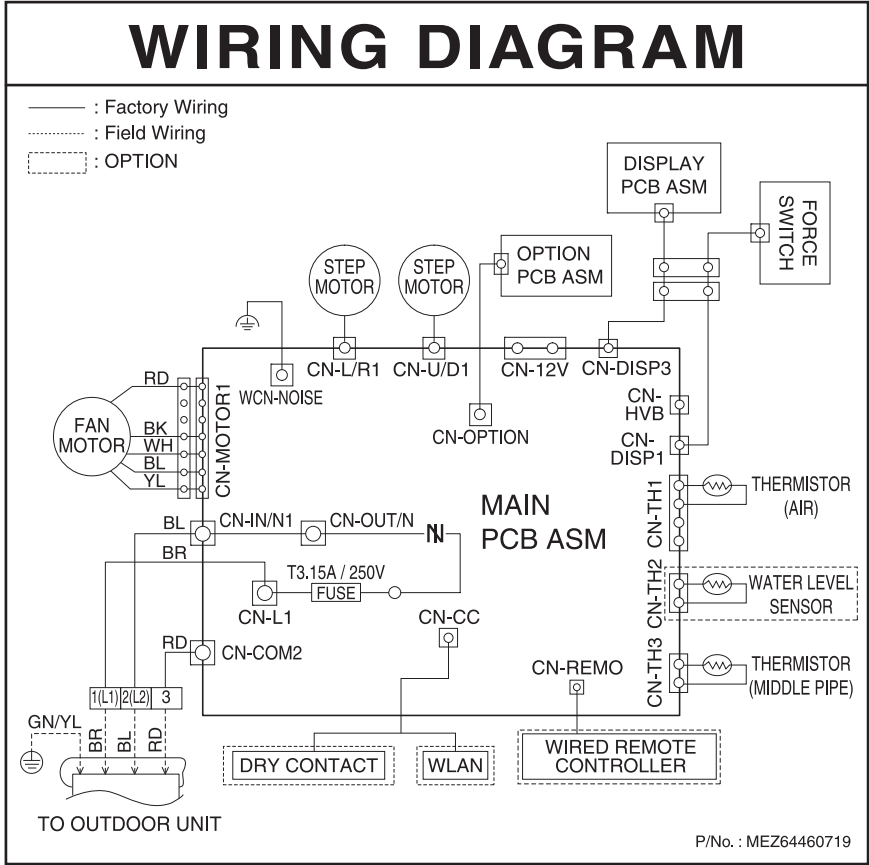 WIRING DIAGRAM
: Factory Wiring
: Field Wiring
: OPTION
DISPLAY
PCB ASM
FORCE
SWITCH
OPTION
PCB ASM
STEP
MOTOR
STEP
MOTOR
CN-L/R1
CN-U/D1
CN-12V
CN-DISP3
WCN-NOISE
CN-OPTION
CN-
HVB
CN-
DISP1
RD
BK
WH
BL
YL
FAN
MOTOR
CN-MOTOR1
MAIN
PCB ASM
CN-TH1
THERMISTOR
(AIR)
BL
CN-IN/N1
CN-OUT/N
BR
T3.15A / 250V
FUSE
CN-L1
CN-TH2
WATER LEVEL
SENSOR
CN-CC
RD
CN-COM2
CN-REMO
CN-TH3
THERMISTOR
(MIDDLE PIPE)
1(L1) 2(L2) 3
GN/YL
BR
BL
RD
DRY CONTACT
WLAN
WIRED REMOTE
CONTROLLER
TO OUTDOOR UNIT
P/No. : MEZ64460719